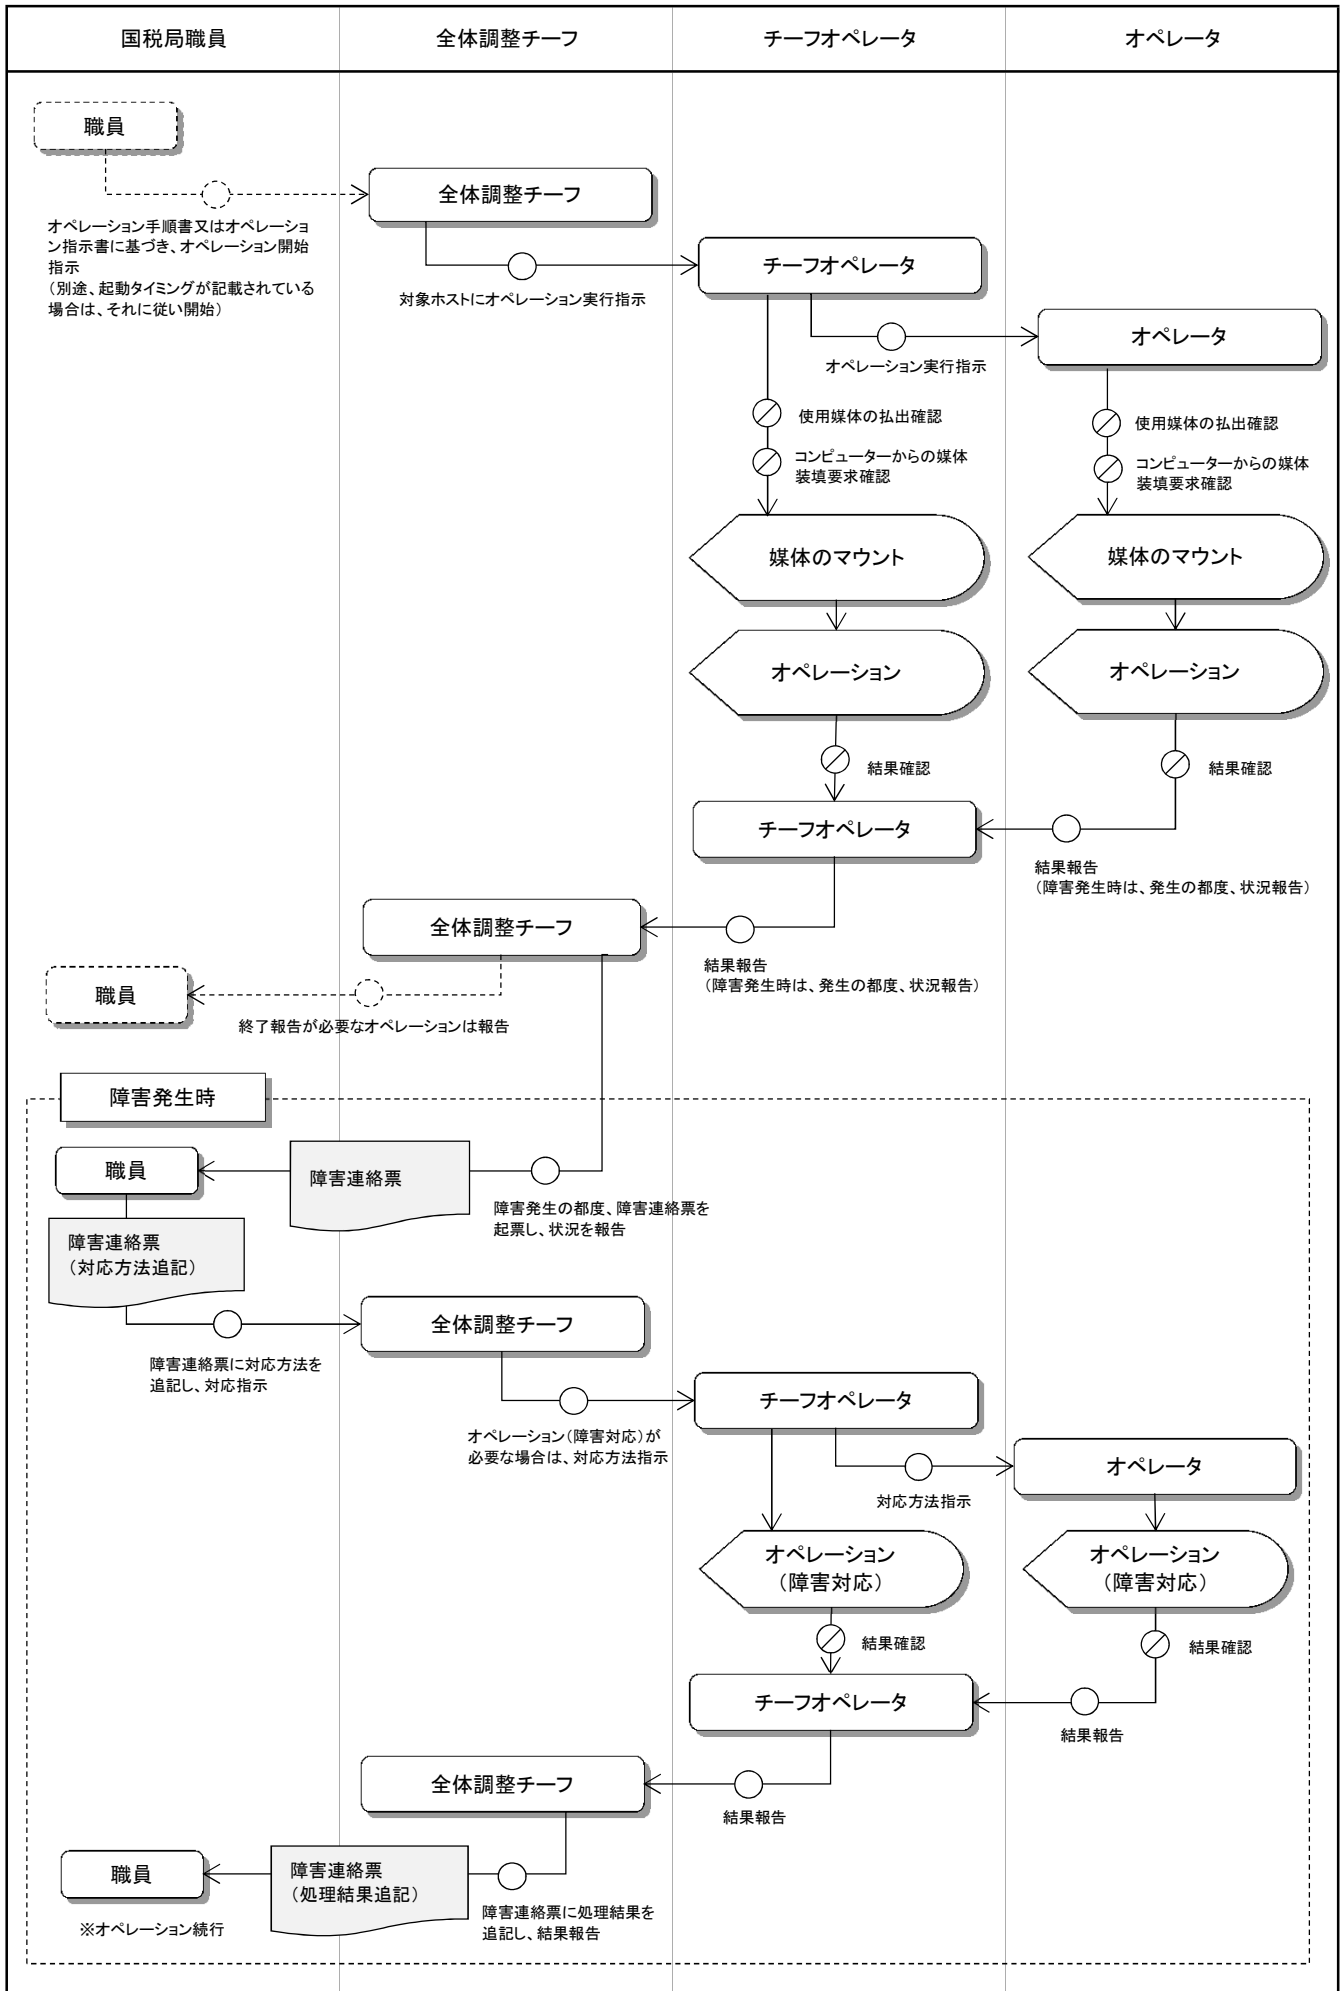 国税局職員
全体調整チーフ
チーフオペレータ
オペレータ
職員
全体調整チーフ
オペレーション手順書又はオペレーショ
ン指示書に基づき、オペレーション開始
指示
（別途、起動タイミングが記載されている
場合は、それに従い開始）
チーフオペレータ
対象ホストにオペレーション実行指示
オペレータ
オペレーション実行指示
使用媒体の払出確認
コンピューターからの媒体
装填要求確認
使用媒体の払出確認
コンピューターからの媒体
装填要求確認
媒体のマウント
媒体のマウント
オペレーション
オペレーション
結果確認
結果確認
チーフオペレータ
結果報告
（障害発生時は、発生の都度、状況報告）
全体調整チーフ
結果報告
（障害発生時は、発生の都度、状況報告）
職員
終了報告が必要なオペレーションは報告
障害発生時
職員
障害連絡票
障害発生の都度、障害連絡票を
起票し、状況を報告
障害連絡票
（対応方法追記）
全体調整チーフ
障害連絡票に対応方法を
追記し、対応指示
チーフオペレータ
オペレーション（障害対応）が
必要な場合は、対応方法指示
オペレータ
対応方法指示
オペレーション
（障害対応）
オペレーション
（障害対応）
結果確認
結果確認
チーフオペレータ
結果報告
全体調整チーフ
結果報告
職員
障害連絡票
（処理結果追記）
障害連絡票に処理結果を
追記し、結果報告
※オペレーション続行